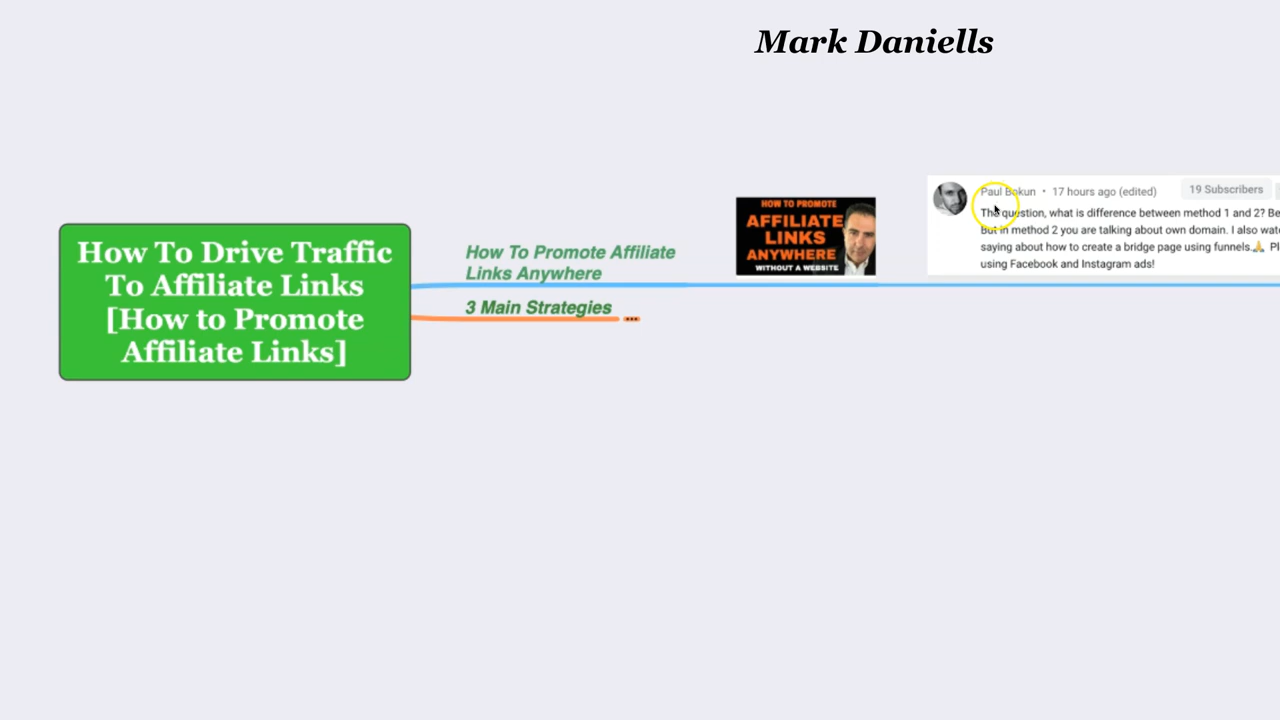 Mark Daniells
Paul Bokun • 17 hours ago (edited)
19 Subscribers
The question, what is difference between method 1 and 2? Be
But in method 2 you are talking about own domain. I also wat
saying about how to create a bridge page using funnels.🙏 Pl
using Facebook and Instagram ads!
HOW TO PROMOTE
AFFILIATE
LINKS
ANYWHERE
WITHOUT A WEBSITE
How To Drive Traffic
To Affiliate Links
[How to Promote
Affiliate Links]
How To Promote Affiliate
Links Anywhere
3 Main Strategies